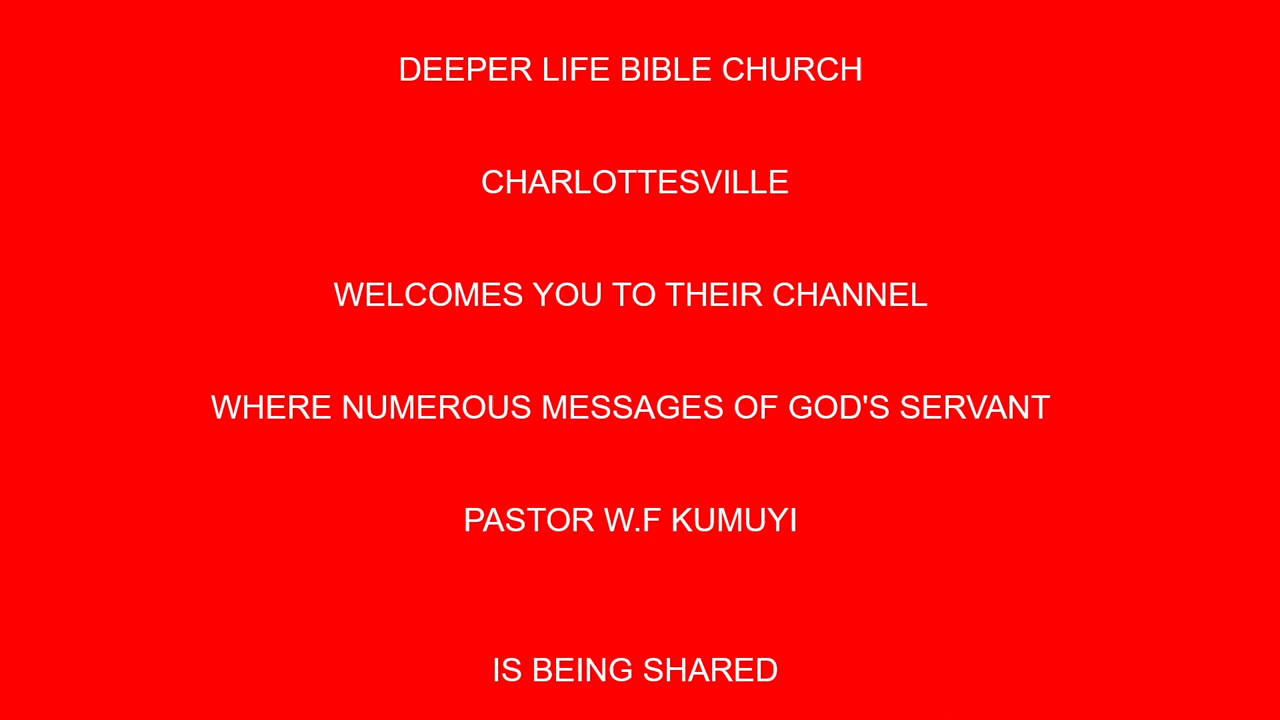 DEEPER LIFE BIBLE CHURCH
CHARLOTTESVILLE
WELCOMES YOU TO THEIR CHANNEL
WHERE NUMEROUS MESSAGES OF GOD'S SERVANT
PASTOR W.F KUMUYI
IS BEING SHARED